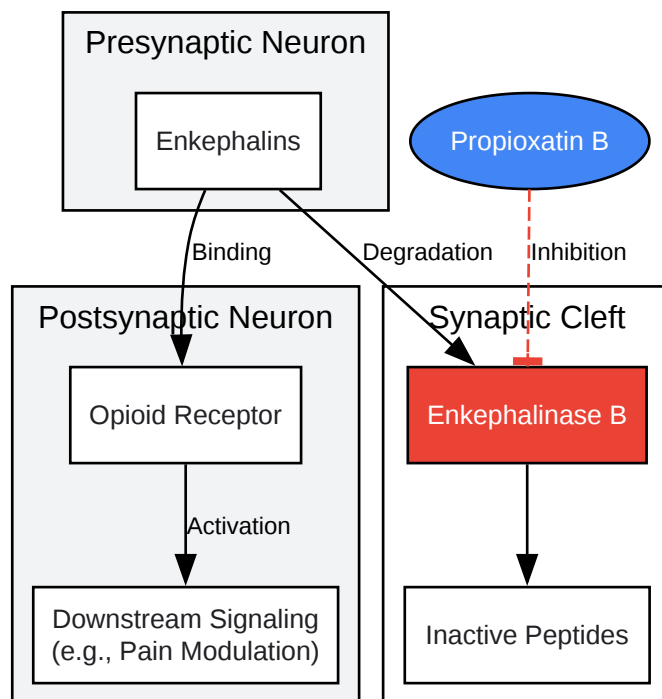 Presynaptic Neuron
Enkephalins
Propioxatin B
Binding
Degradation
Inhibition
Postsynaptic Neuron
Synaptic Cleft
Opioid Receptor
Enkephalinase B
Activation
Downstream Signaling
(e.g., Pain Modulation)
Inactive Peptides